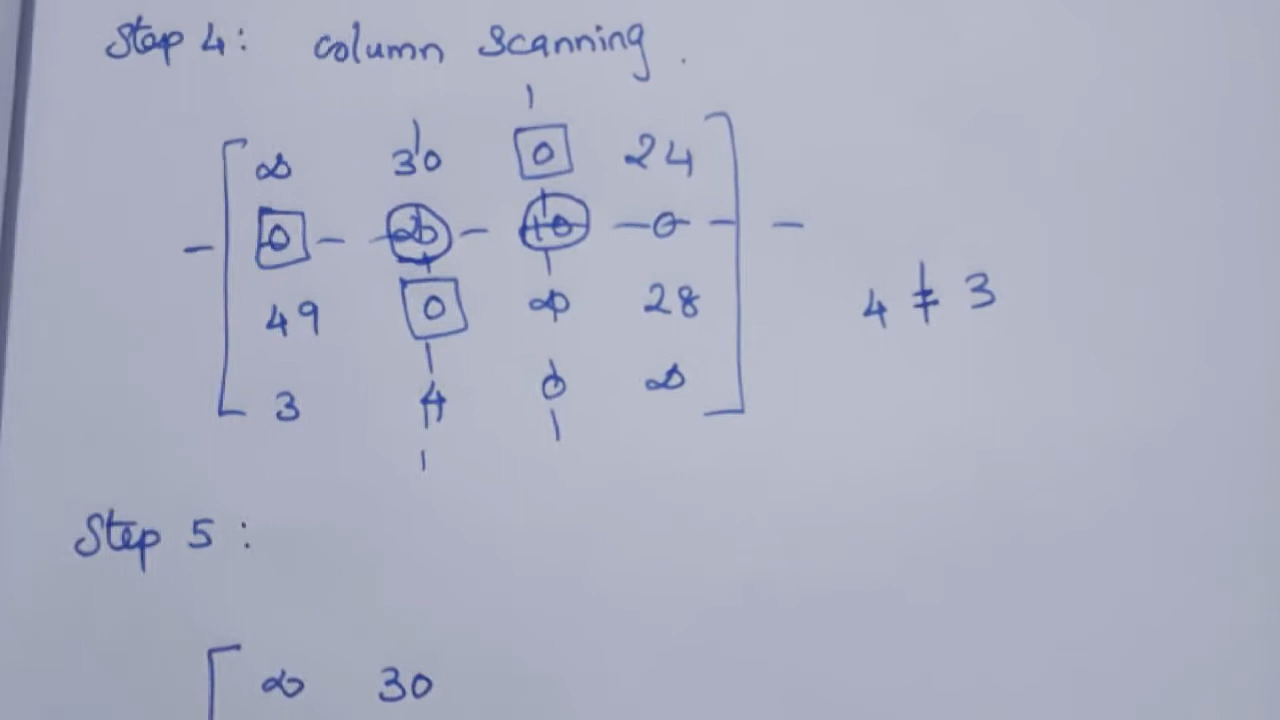 Step 4: column scanning.
∞ 30 0 24
0 ∞ 10 0
49 0 ∞ 28
3 4 0 ∞
4 ≠ 3
Step 5:
∞ 30